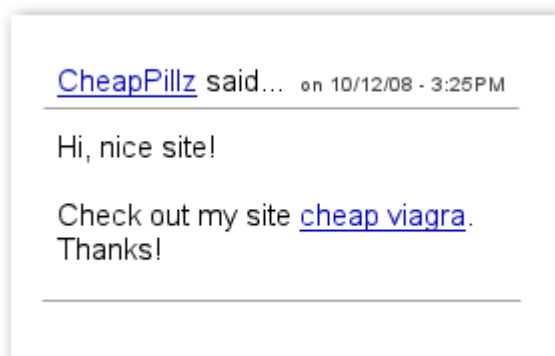 CheapPillz said... on 10/12/08 - 3:25PM
Hi, nice site!
Check out my site cheap viagra.
Thanks!